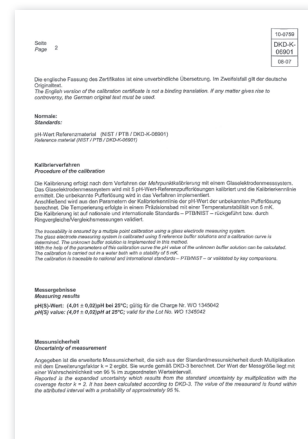 Seite
Page 2
10-0759
DKD-K-
06901
08-07
Die englische Fassung des Zertifikates ist eine unverbindliche Übersetzung. Im Zweifelsfall gilt der deutsche
Originaltext.
The English version of the calibration certificate is not a binding translation. If any matter gives rise to
controversy, the German original text must be used.
Normale:
Standards:
pH-Wert Referenzmaterial (NIST / PTB / DKD-K-06901)
Reference material (NIST / PTB / DKD-K-06901)
Kalibrierverfahren
Procedure of the calibration
Die Kalibrierung erfolgt nach dem Verfahren der Mehrpunktkalibrierung mit einem Glaselektrodenmesssystem.
Das Glaselektrodenmesssystem wird mit 5 pH-Wert-Referenzpufferlösungen kalibriert und die Kalibrierkennlinie
ermittelt. Die unbekannte Pufferlösung wird in das Verfahren implementiert.
Anschließend wird aus den Parametern der Kalibrierkennlinie der pH-Wert der unbekannten Pufferlösung
berechnet. Die Temperierung erfolgte in einem Präzisionsbad mit einer Temperaturstabilität von 5 mK.
Die Kalibrierung ist auf nationale und internationale Standards – PTB/NIST – rückgeführt bzw. durch
Ringvergleiche/Vergleichsmessungen validiert.
The traceability is secured by a multiple point calibration using a glass electrode measuring system.
The glass electrode measuring system is calibrated using 5 reference buffer solutions and a calibration curve is
determined. The unknown buffer solution is implemented in this method.
With the help of the parameters of this calibration curve the pH value of the unknown buffer solution can be calculated.
The calibration is carried out in a water bath with a stability of 5 mK.
The calibration is traceable to national and international standards – PTB/NIST – or validated by key comparisons.
Messergebnisse
Measuring results
pH(S)-Wert: (4,01 ± 0,02)pH bei 25°C; gültig für die Charge Nr. WO 1345042
pH(S) value: (4,01 ± 0,02)pH at 25°C; valid for the Lot No. WO 1345042
Messunsicherheit
Uncertainty of measurement
Angegeben ist die erweiterte Messunsicherheit, die sich aus der Standardmessunsicherheit durch Multiplikation
mit dem Erweiterungsfaktor k = 2 ergibt. Sie wurde gemäß DKD-3 ermittelt. Der Wert der Messgröße liegt mit
einer Wahrscheinlichkeit von 95 % im zugeordneten Werteintervall.
Reported is the expanded uncertainty which results from the standard uncertainty by multiplication with the
coverage factor k = 2. It has been calculated according to DKD-3. The value of the measurand is found within
the attributed interval with a probability of approximately 95 %.